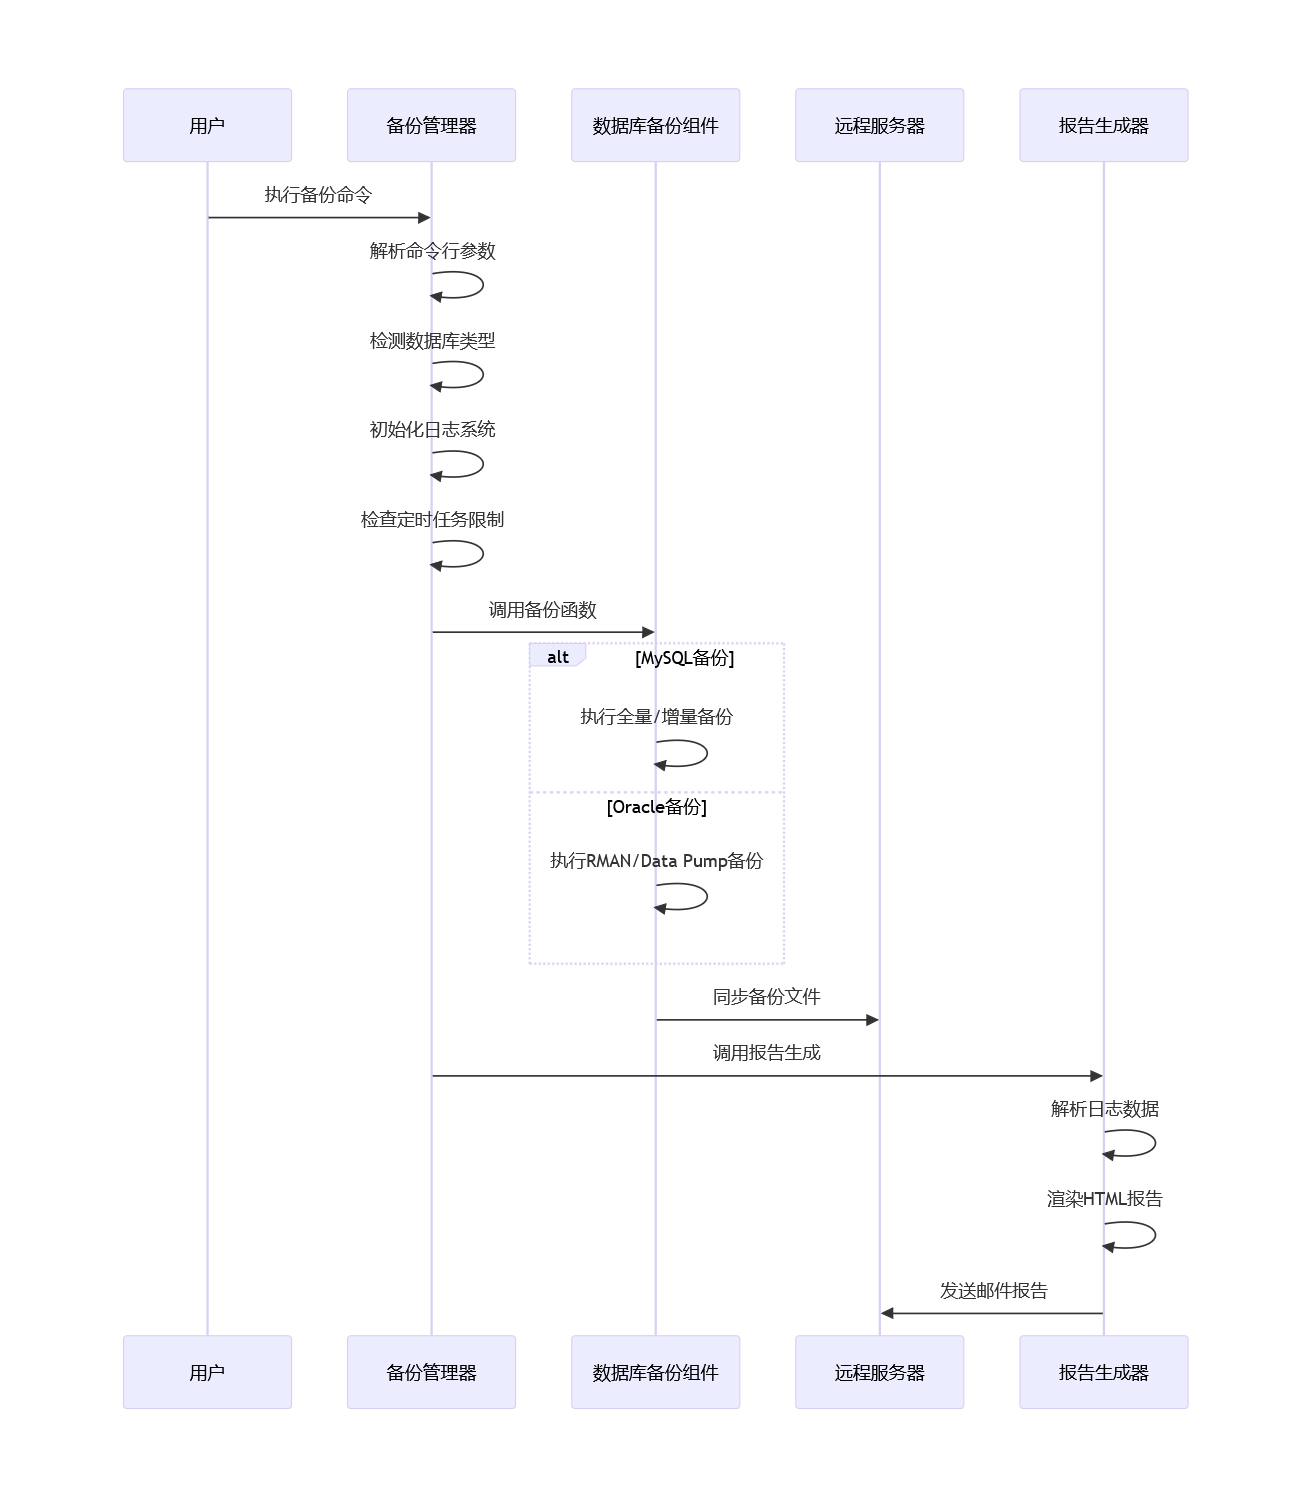 用户
备份管理器
数据库备份组件
远程服务器
报告生成器
执行备份命令
解析命令行参数
检测数据库类型
初始化日志系统
检查定时任务限制
调用备份函数
alt
[MySQL备份]
执行全量/增量备份
[Oracle备份]
执行RMAN/Data Pump备份
同步备份文件
调用报告生成
解析日志数据
渲染HTML报告
发送邮件报告
用户
备份管理器
数据库备份组件
远程服务器
报告生成器